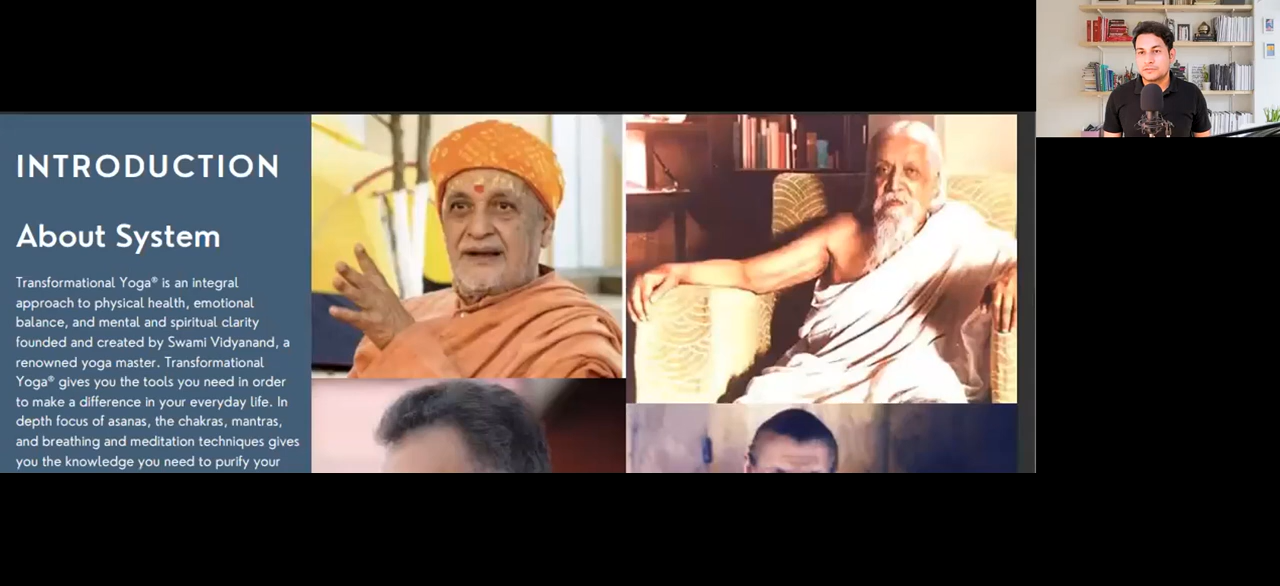 INTRODUCTION
About System
Transformational Yoga® is an integral
approach to physical health, emotional
balance, and mental and spiritual clarity
founded and created by Swami Vidyanand, a
renowned yoga master. Transformational
Yoga® gives you the tools you need in order
to make a difference in your everyday life. In
depth focus of asanas, the chakras, mantras,
and breathing and meditation techniques gives
you the knowledge you need to purify your